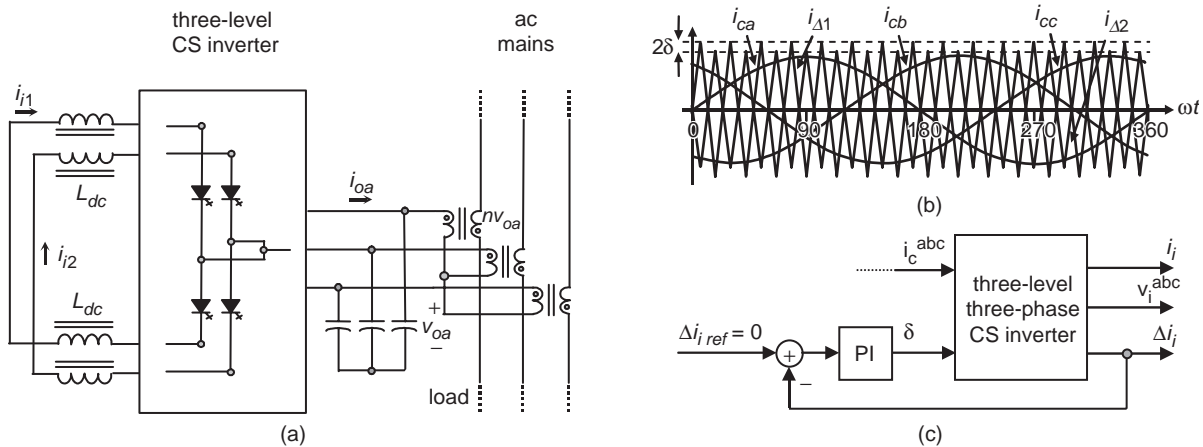 three-level
CS inverter
ac
mains
i_i1
L_dc
i_i2
L_dc
i_oa
nv_oa
+
v_oa
−
load
(a)
i_ca
i_Δ1
i_cb
i_cc
i_Δ2
2δ
ωt
0
90
180
270
360
(b)
i_c^abc
three-level
three-phase
CS inverter
i_i
v_i^abc
Δi_i
Δi_i ref = 0
+
−
PI
δ
(c)